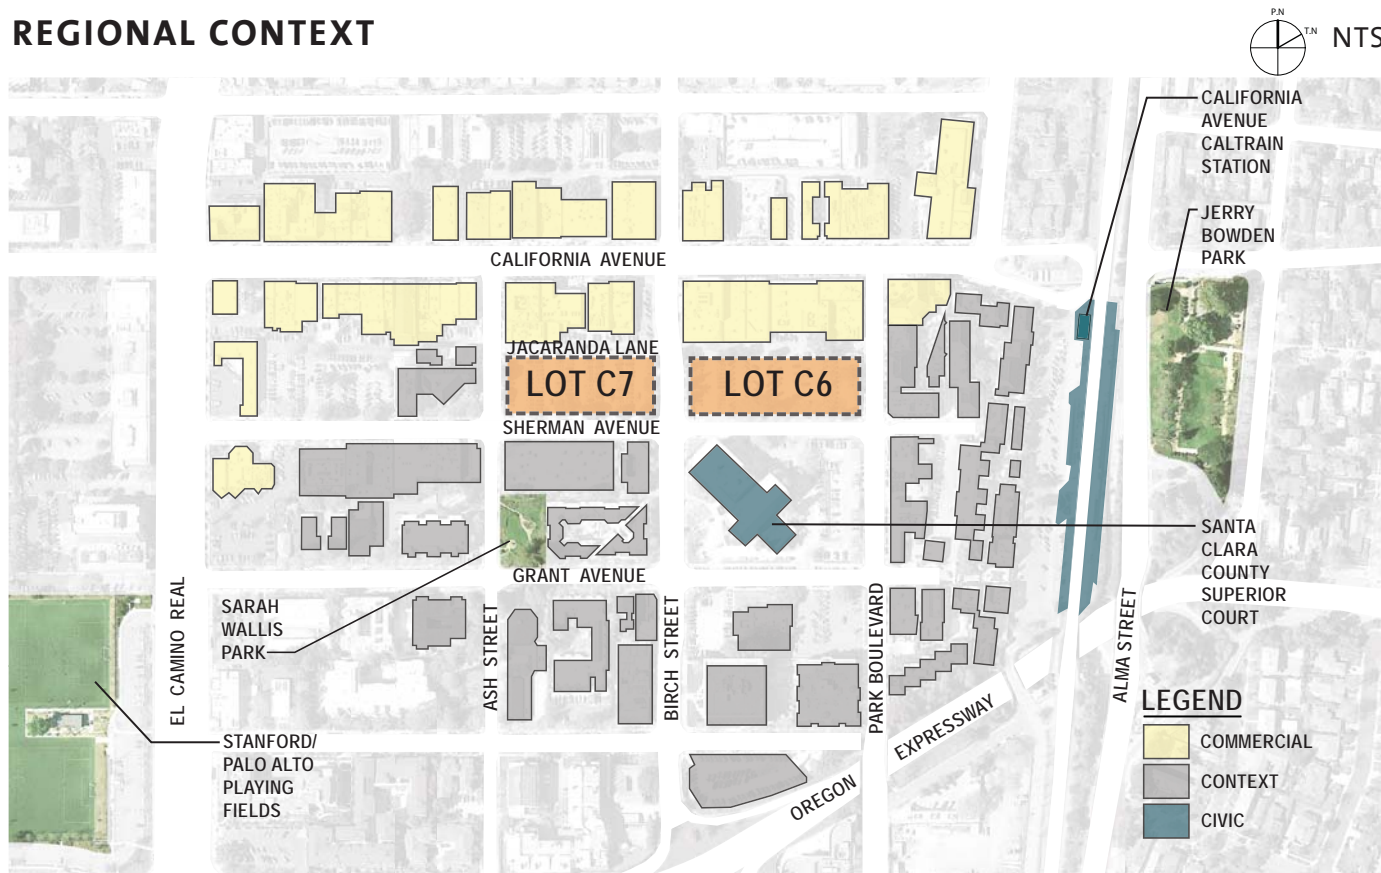 REGIONAL CONTEXT
P.N
T.N
NTS
CALIFORNIA
AVENUE
CALTRAIN
STATION
JERRY
BOWDEN
PARK
CALIFORNIA AVENUE
JACARANDA LANE
LOT C7
LOT C6
SHERMAN AVENUE
SANTA
CLARA
COUNTY
SUPERIOR
COURT
GRANT AVENUE
SARAH
WALLIS
PARK
EL CAMINO REAL
ASH STREET
BIRCH STREET
PARK BOULEVARD
ALMA STREET
OREGON EXPRESSWAY
STANFORD/
PALO ALTO
PLAYING
FIELDS
LEGEND
COMMERCIAL
CONTEXT
CIVIC